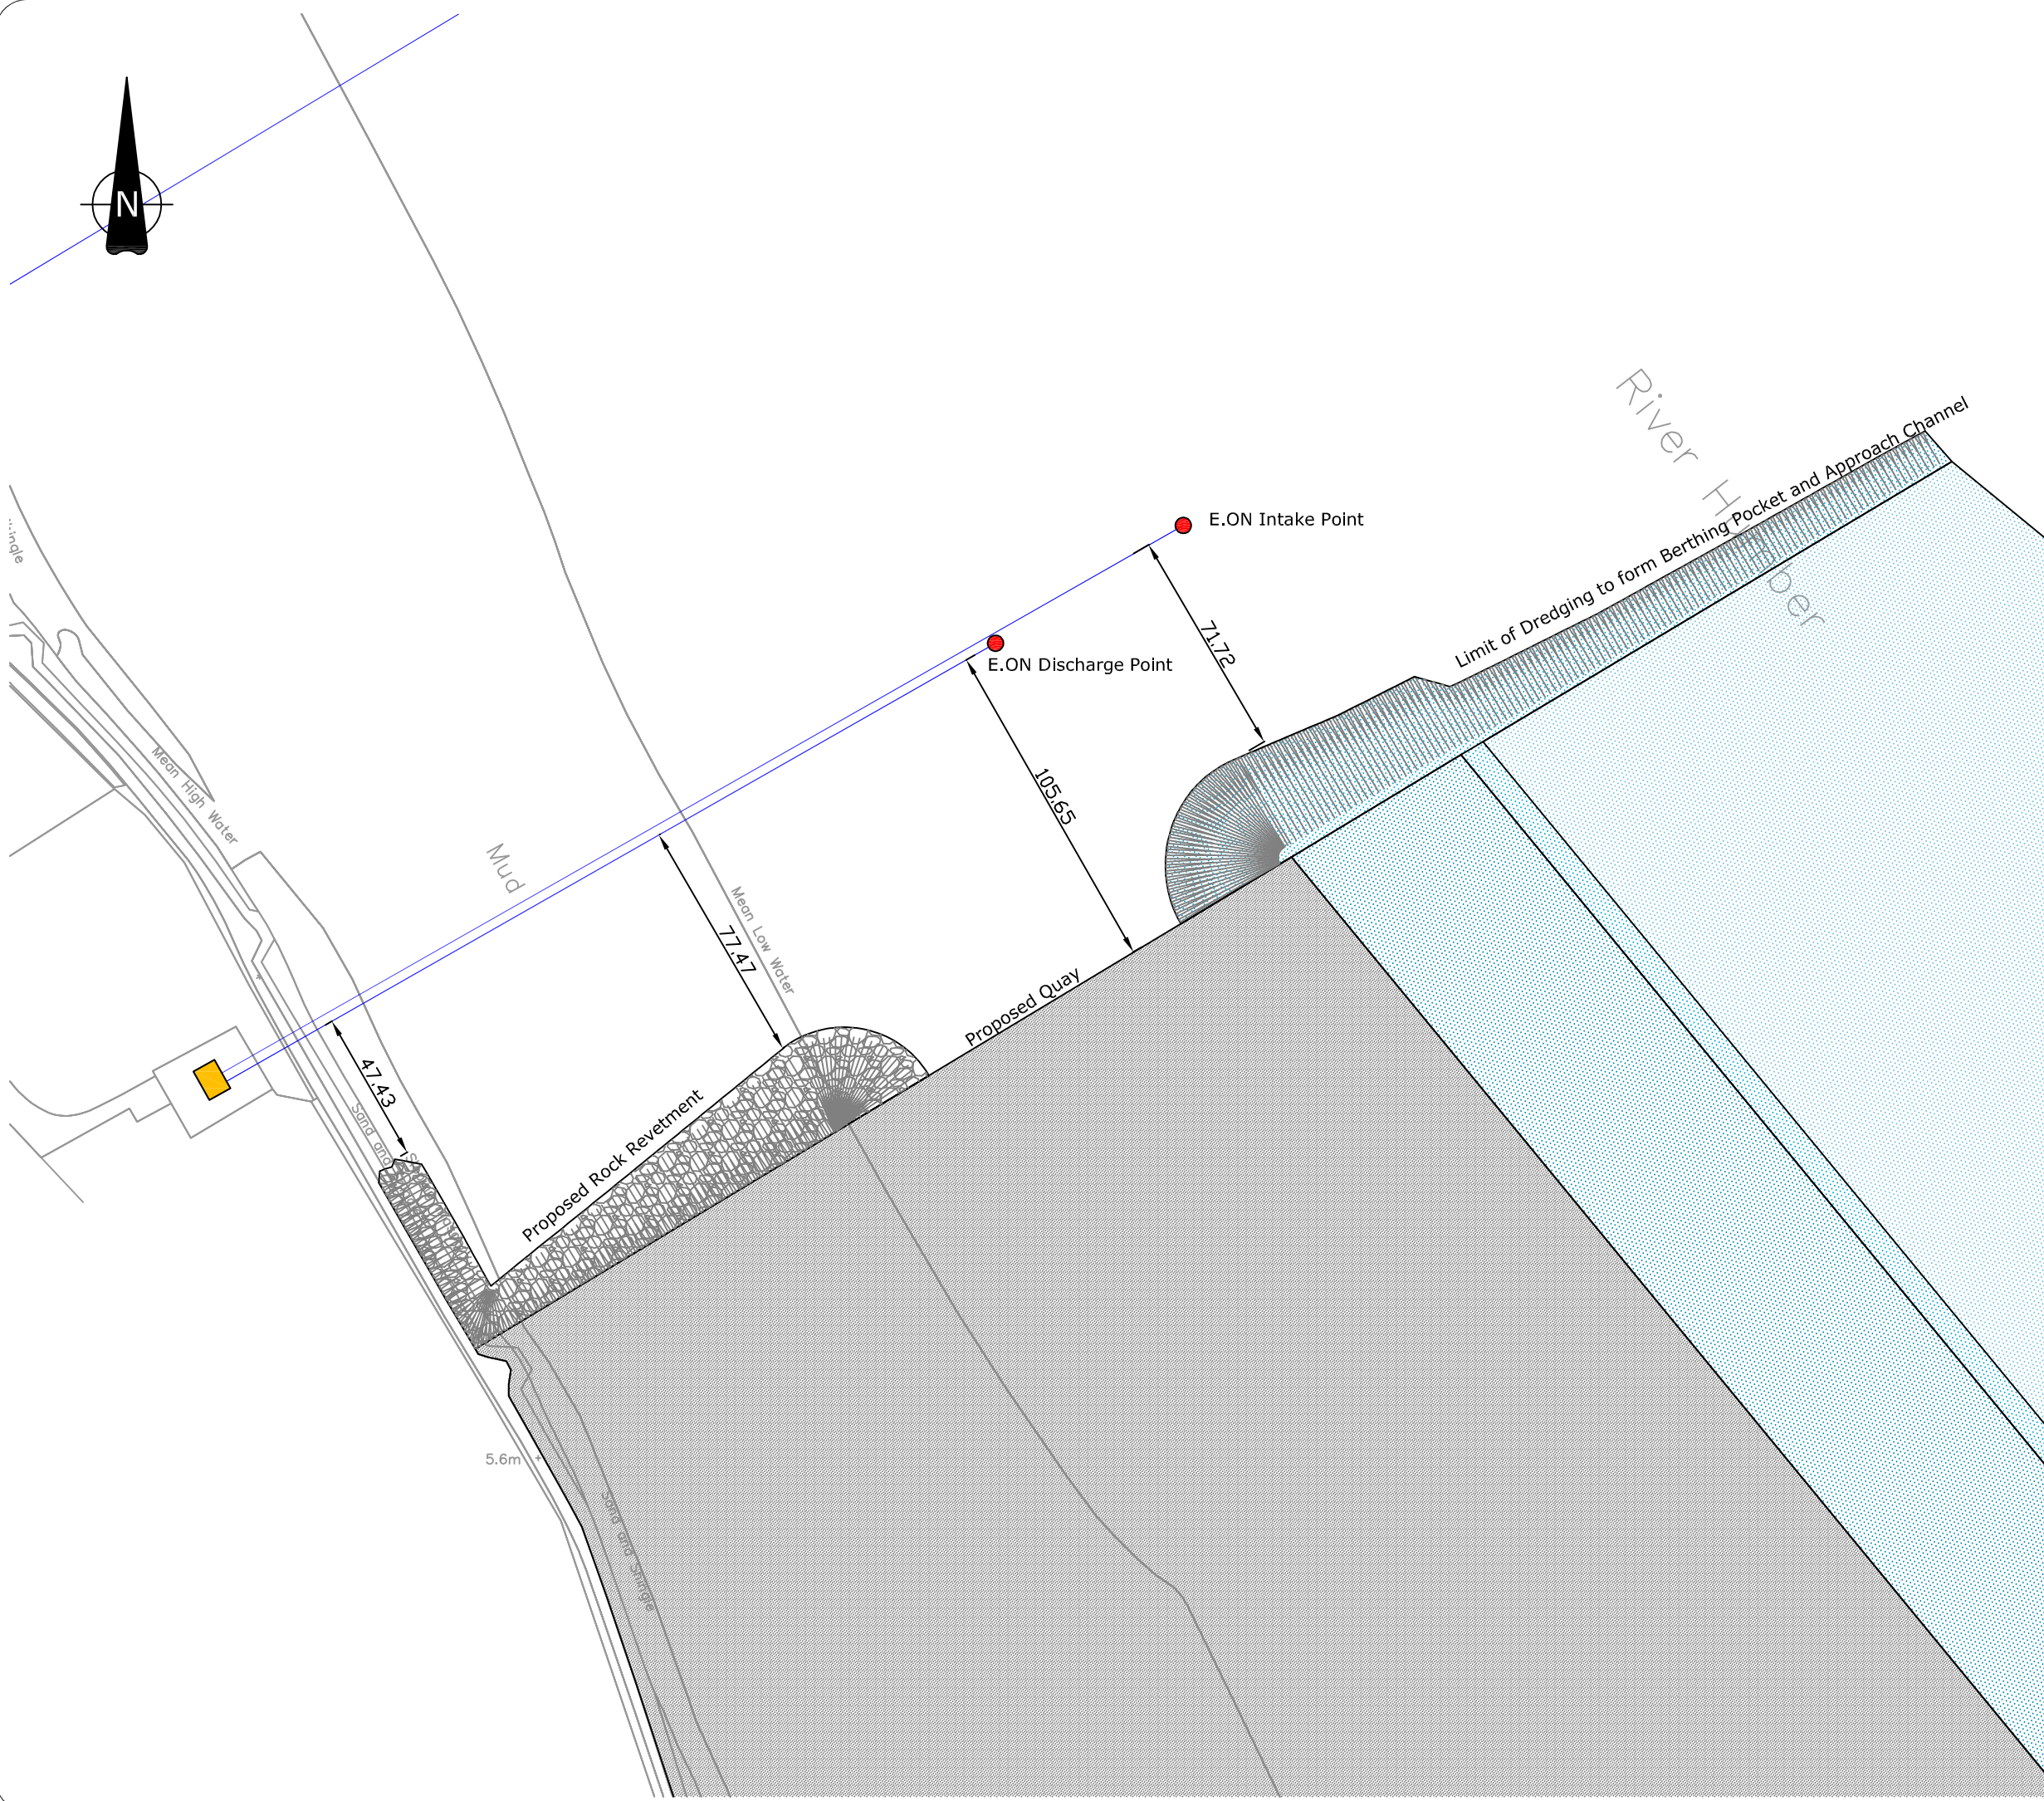 N
River Humber
Limit of Dredging to form Berthing Pocket and Approach Channel
E.ON Intake Point
E.ON Discharge Point
71.72
105.65
Mean High Water
Mud
Mean Low Water
77.47
Proposed Quay
47.43
Sand and
Proposed Rock Revetment
5.6m
Sand and Shingle